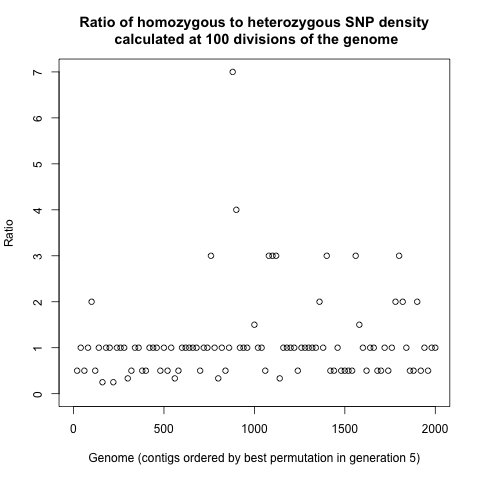 Ratio of homozygous to heterozygous SNP density
calculated at 100 divisions of the genome
Ratio
7
6
5
4
3
2
1
0
0 500 1000 1500 2000
Genome (contigs ordered by best permutation in generation 5)